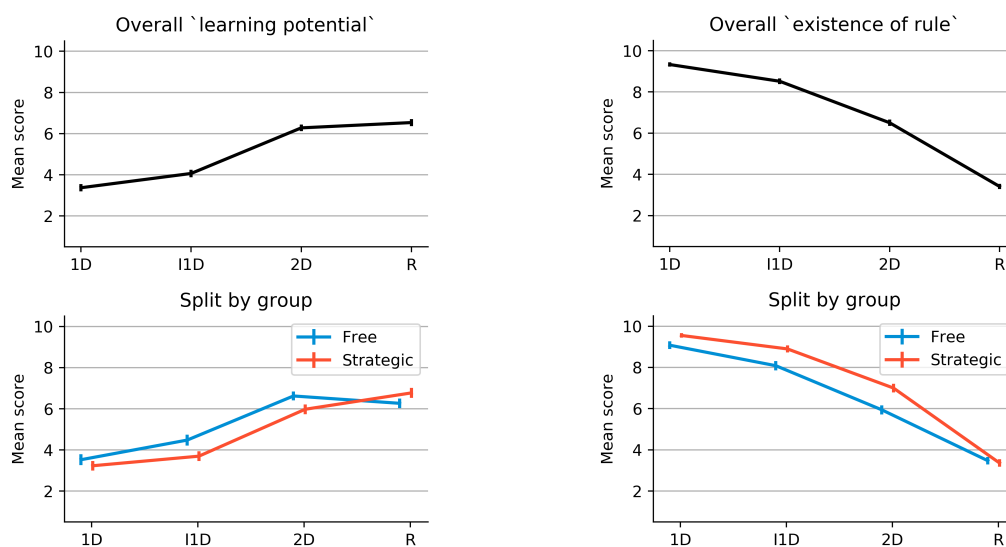 Overall `learning potential`
Mean score
10
8
6
4
2
1D I1D 2D R
Overall `existence of rule`
Mean score
10
8
6
4
2
1D I1D 2D R
Split by group
Mean score
10
8
6
4
2
Free
Strategic
1D I1D 2D R
Split by group
Mean score
10
8
6
4
2
Free
Strategic
1D I1D 2D R